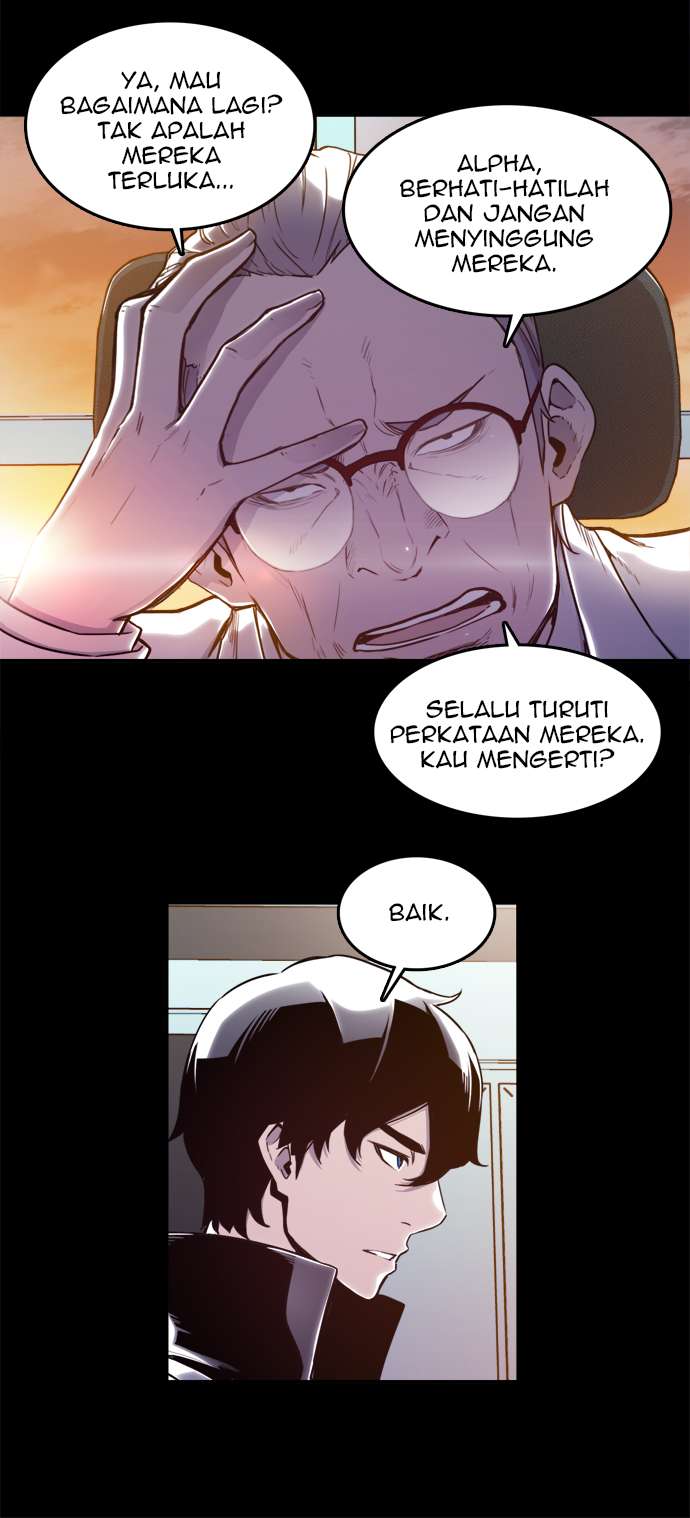 YA, MAU
BAGAIMANA LAGI?
TAK APALAH
MEREKA
TERLUKA...
ALPHA,
BERHATI-HATILAH
DAN JANGAN
MENYINGGUNG
MEREKA.
SELALU TURUTI
PERKATAAN MEREKA.
KAU MENGERTI?
BAIK.